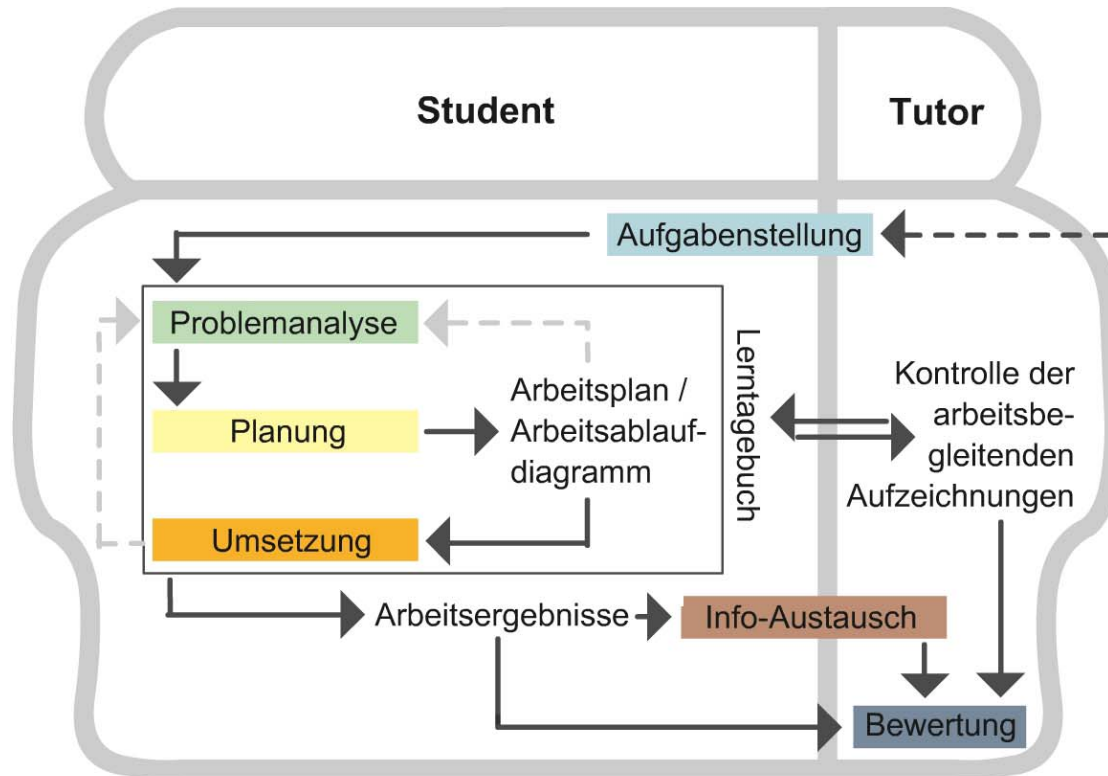 Student
Tutor
Aufgabenstellung
Problemanalyse
Planung
Arbeitsplan /
Arbeitsablauf-
diagramm
Umsetzung
Lerntagebuch
Kontrolle der
arbeitsbe-
gleitenden
Aufzeichnungen
Arbeitsergebnisse
Info-Austausch
Bewertung